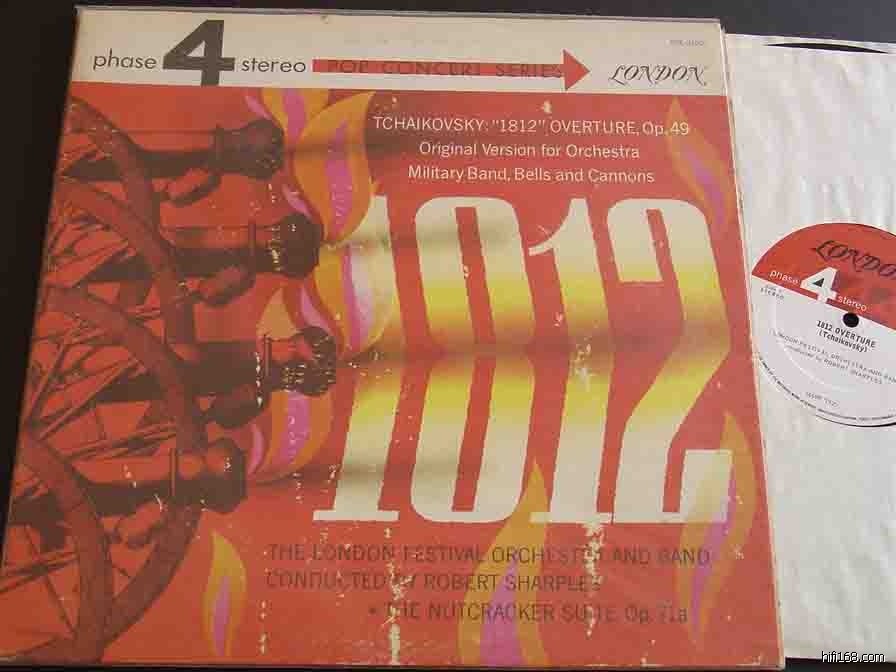 phase 4 stereo POP CONCERT SERIES LONDON
TCHAIKOVSKY: "1812" OVERTURE, Op. 49
Original Version for Orchestra
Military Band, Bells and Cannons
1812
THE LONDON FESTIVAL ORCHESTRA AND BAND
CONDUCTED BY ROBERT SHARPLES
• THE NUTCRACKER SUITE Op. 71a
LONDO
phase 4 stereo
1812 OVERTURE
(Tchaikovsky)
hifi168.com